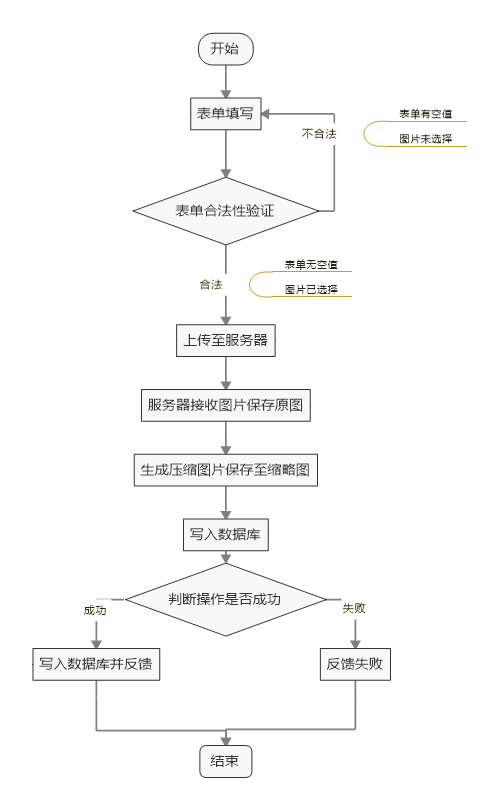 开始
表单填写
不合法
表单有空值
图片未选择
表单合法性验证
合法
表单无空值
图片已选择
上传至服务器
服务器接收图片保存原图
生成压缩图片保存至缩略图
写入数据库
判断操作是否成功
成功
失败
写入数据库并反馈
反馈失败
结束